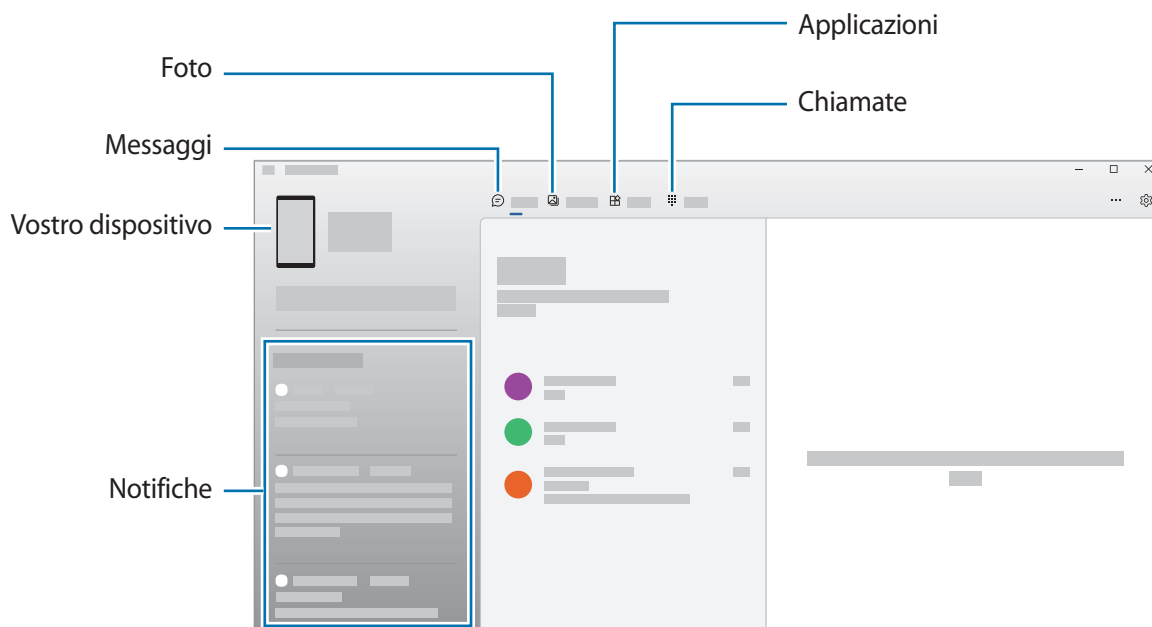 Applicazioni
Foto
Chiamate
Messaggi
Vostro dispositivo
Notifiche